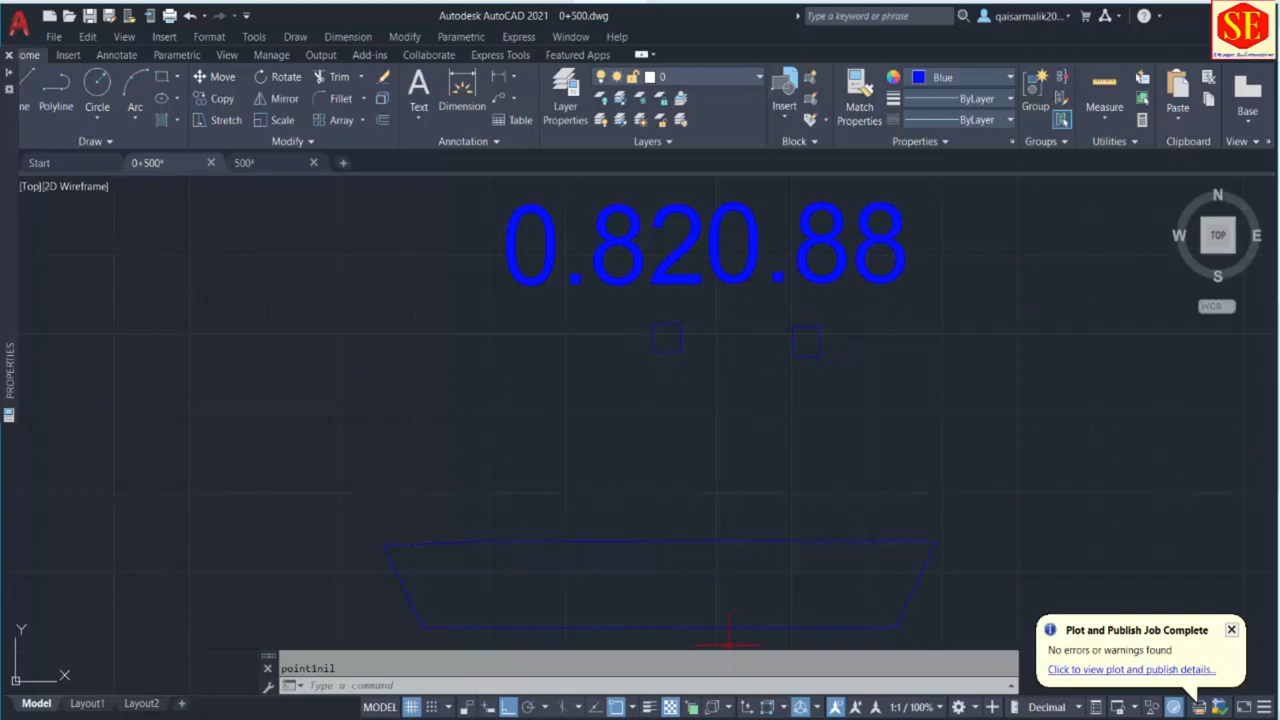 Autodesk AutoCAD 2021 0+500.dwg
Type a keyword or phrase
qaisarmalik20...
SE
File Edit View Insert Format Tools Draw Dimension Modify Parametric Express Window Help
ome Insert Annotate Parametric View Manage Output Add-ins Collaborate Express Tools Featured Apps
Move Rotate Trim
0
Blue
Copy Mirror Fillet
ByLayer
Stretch Scale Array
Table
ByLayer
ne Polyline Circle Arc
Text Dimension
Layer Properties
Insert
Match Properties
Group
Measure
Paste
Base
Draw Modify Annotation Layers Block Properties Groups Utilities Clipboard View
Start 0+500* 500*
[Top][2D Wireframe]
0.820.88
N
W TOP E
S
WCS
PROPERTIES
Plot and Publish Job Complete
No errors or warnings found
Click to view plot and publish details...
Y
X
point1nil
Type a command
Model Layout1 Layout2
MODEL
1:1 / 100%
Decimal